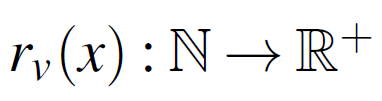 r_v(x) : ℕ → ℝ⁺